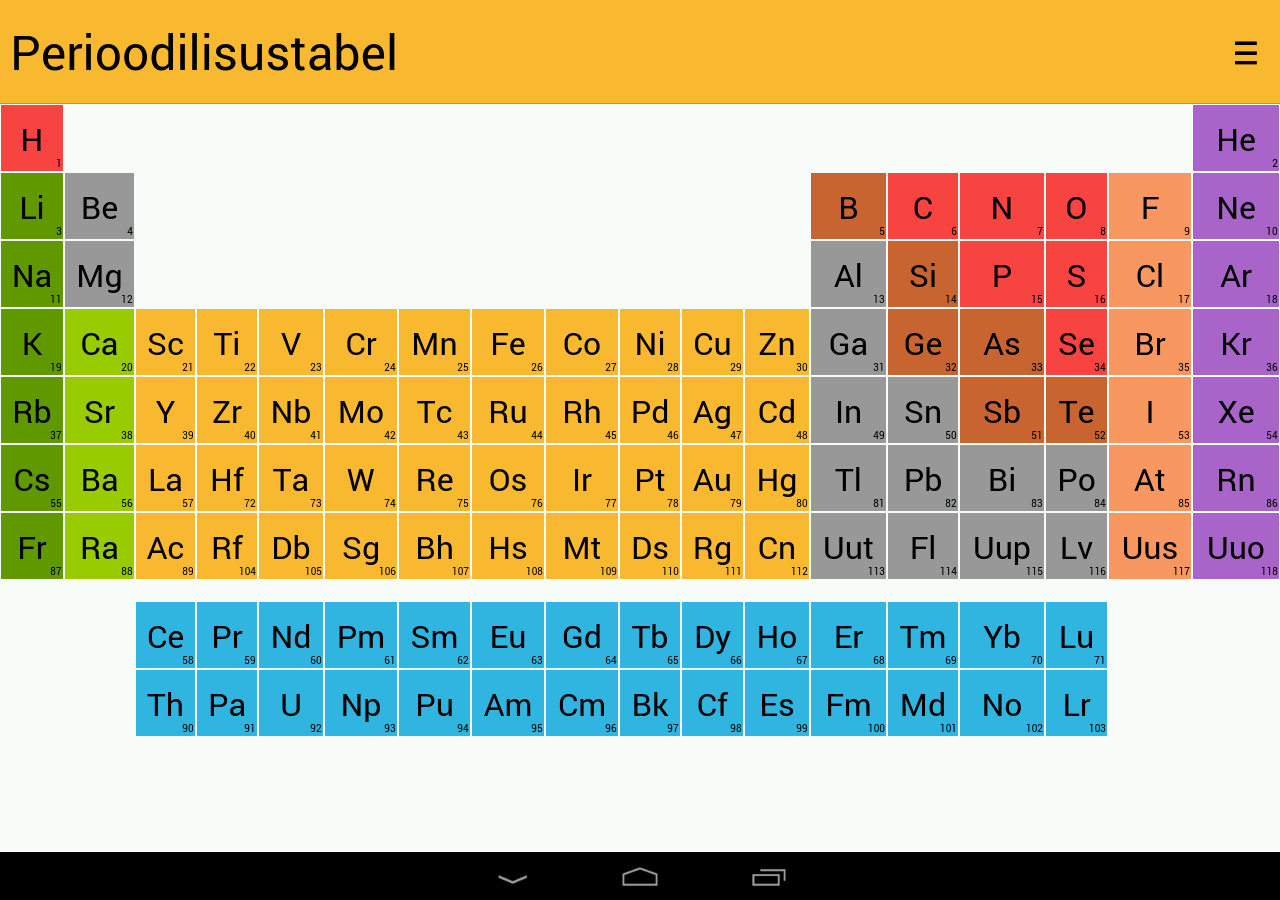 Perioodilisustabel
H 1 He 2
Li 3 Be 4 B 5 C 6 N 7 O 8 F 9 Ne 10
Na 11 Mg 12 Al 13 Si 14 P 15 S 16 Cl 17 Ar 18
K 19 Ca 20 Sc 21 Ti 22 V 23 Cr 24 Mn 25 Fe 26 Co 27 Ni 28 Cu 29 Zn 30 Ga 31 Ge 32 As 33 Se 34 Br 35 Kr 36
Rb 37 Sr 38 Y 39 Zr 40 Nb 41 Mo 42 Tc 43 Ru 44 Rh 45 Pd 46 Ag 47 Cd 48 In 49 Sn 50 Sb 51 Te 52 I 53 Xe 54
Cs 55 Ba 56 La 57 Hf 72 Ta 73 W 74 Re 75 Os 76 Ir 77 Pt 78 Au 79 Hg 80 Tl 81 Pb 82 Bi 83 Po 84 At 85 Rn 86
Fr 87 Ra 88 Ac 89 Rf 104 Db 105 Sg 106 Bh 107 Hs 108 Mt 109 Ds 110 Rg 111 Cn 112 Uut 113 Fl 114 Uup 115 Lv 116 Uus 117 Uuo 118
Ce 58 Pr 59 Nd 60 Pm 61 Sm 62 Eu 63 Gd 64 Tb 65 Dy 66 Ho 67 Er 68 Tm 69 Yb 70 Lu 71
Th 90 Pa 91 U 92 Np 93 Pu 94 Am 95 Cm 96 Bk 97 Cf 98 Es 99 Fm 100 Md 101 No 102 Lr 103